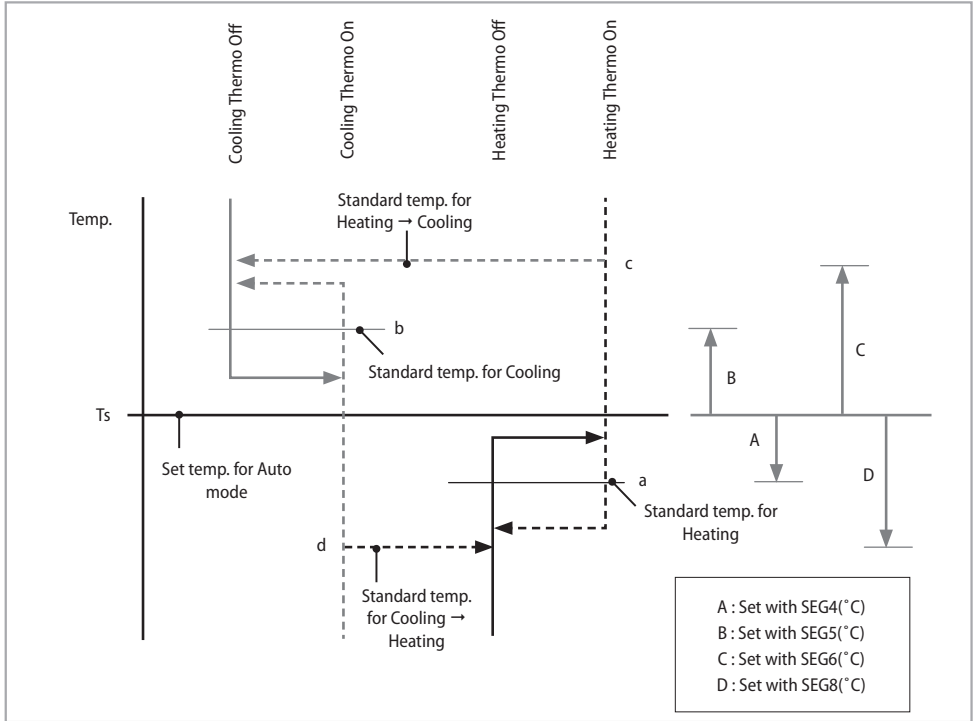 Cooling Thermo Off
Cooling Thermo On
Heating Thermo Off
Heating Thermo On
Temp.
Standard temp. for
Heating → Cooling
c
b
Standard temp. for Cooling
Ts
Set temp. for Auto
mode
a
Standard temp. for
Heating
d
Standard temp.
for Cooling →
Heating
B
C
A
D
A : Set with SEG4(˚C)
B : Set with SEG5(˚C)
C : Set with SEG6(˚C)
D : Set with SEG8(˚C)